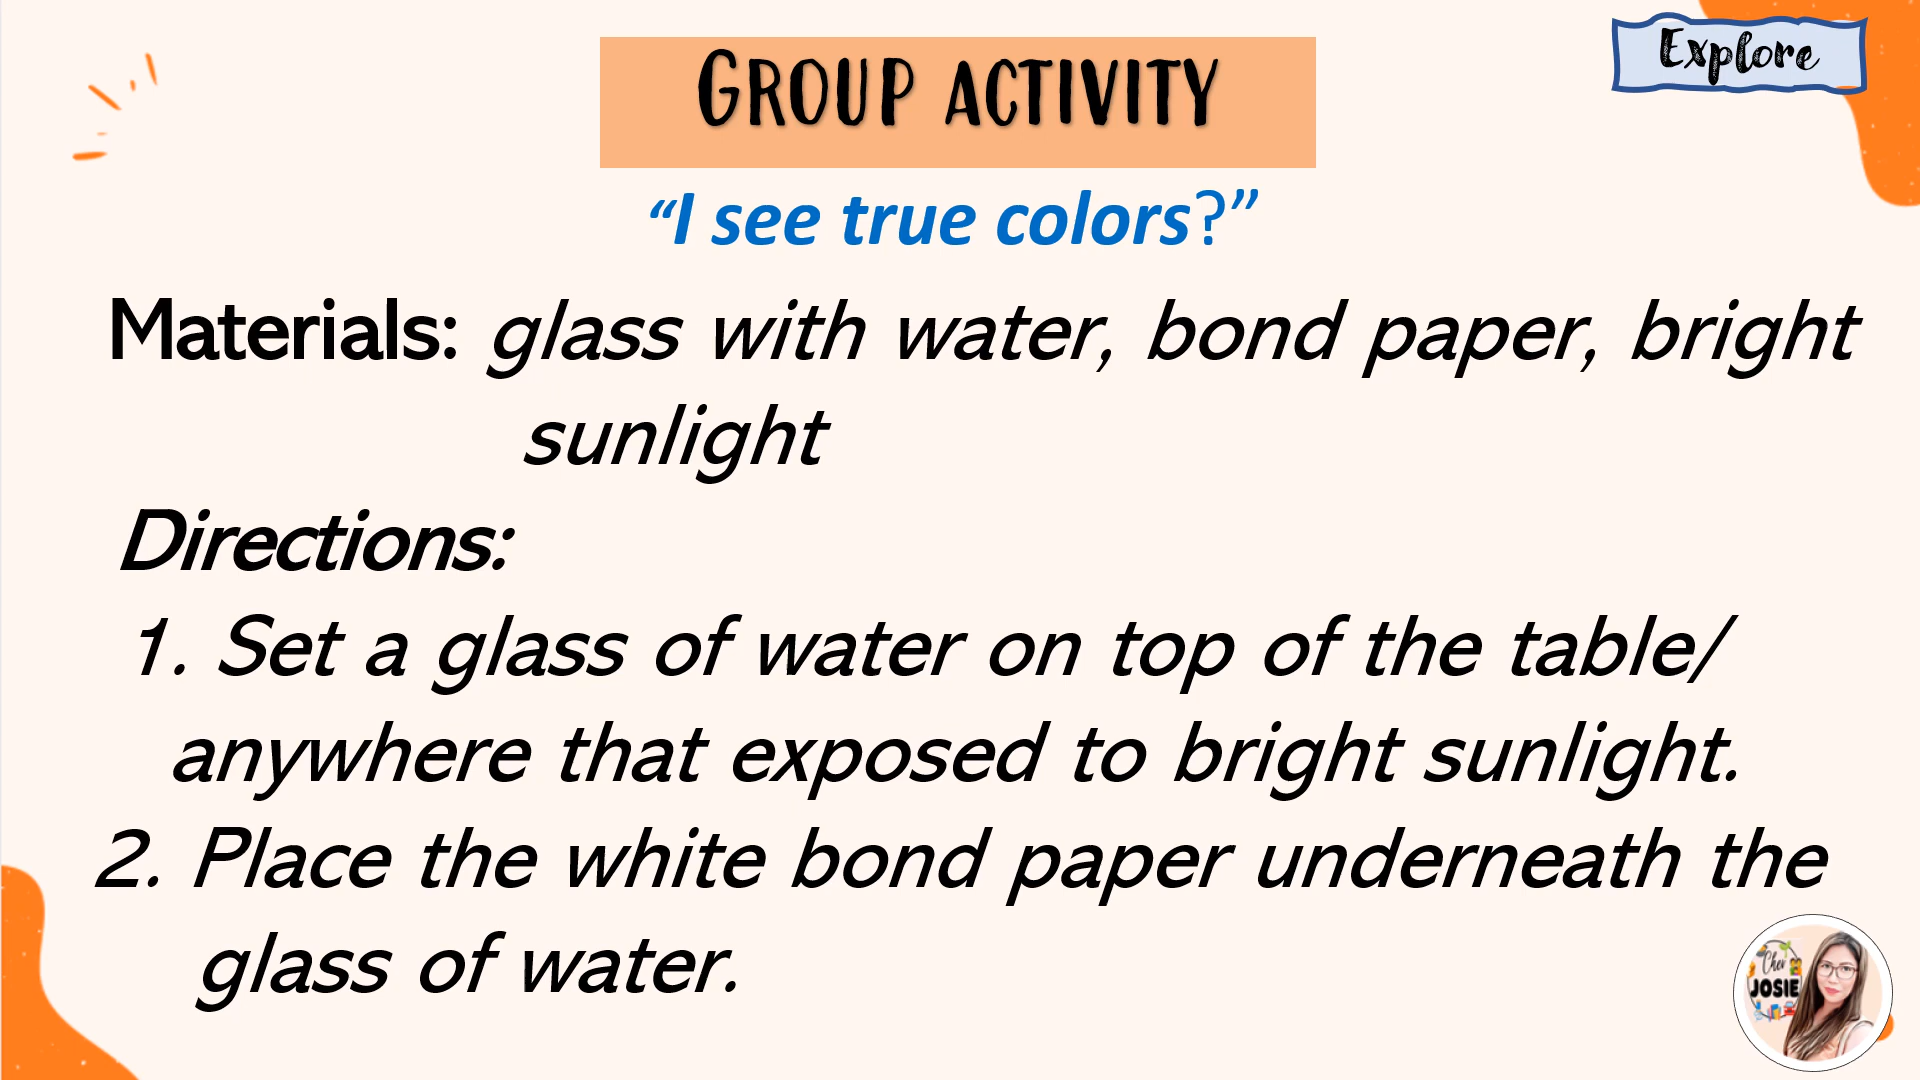 Explore
GROUP ACTIVITY
“I see true colors?”
Materials: glass with water, bond paper, bright
sunlight
Directions:
1. Set a glass of water on top of the table/
anywhere that exposed to bright sunlight.
2. Place the white bond paper underneath the
glass of water.
Cher
JOSIE